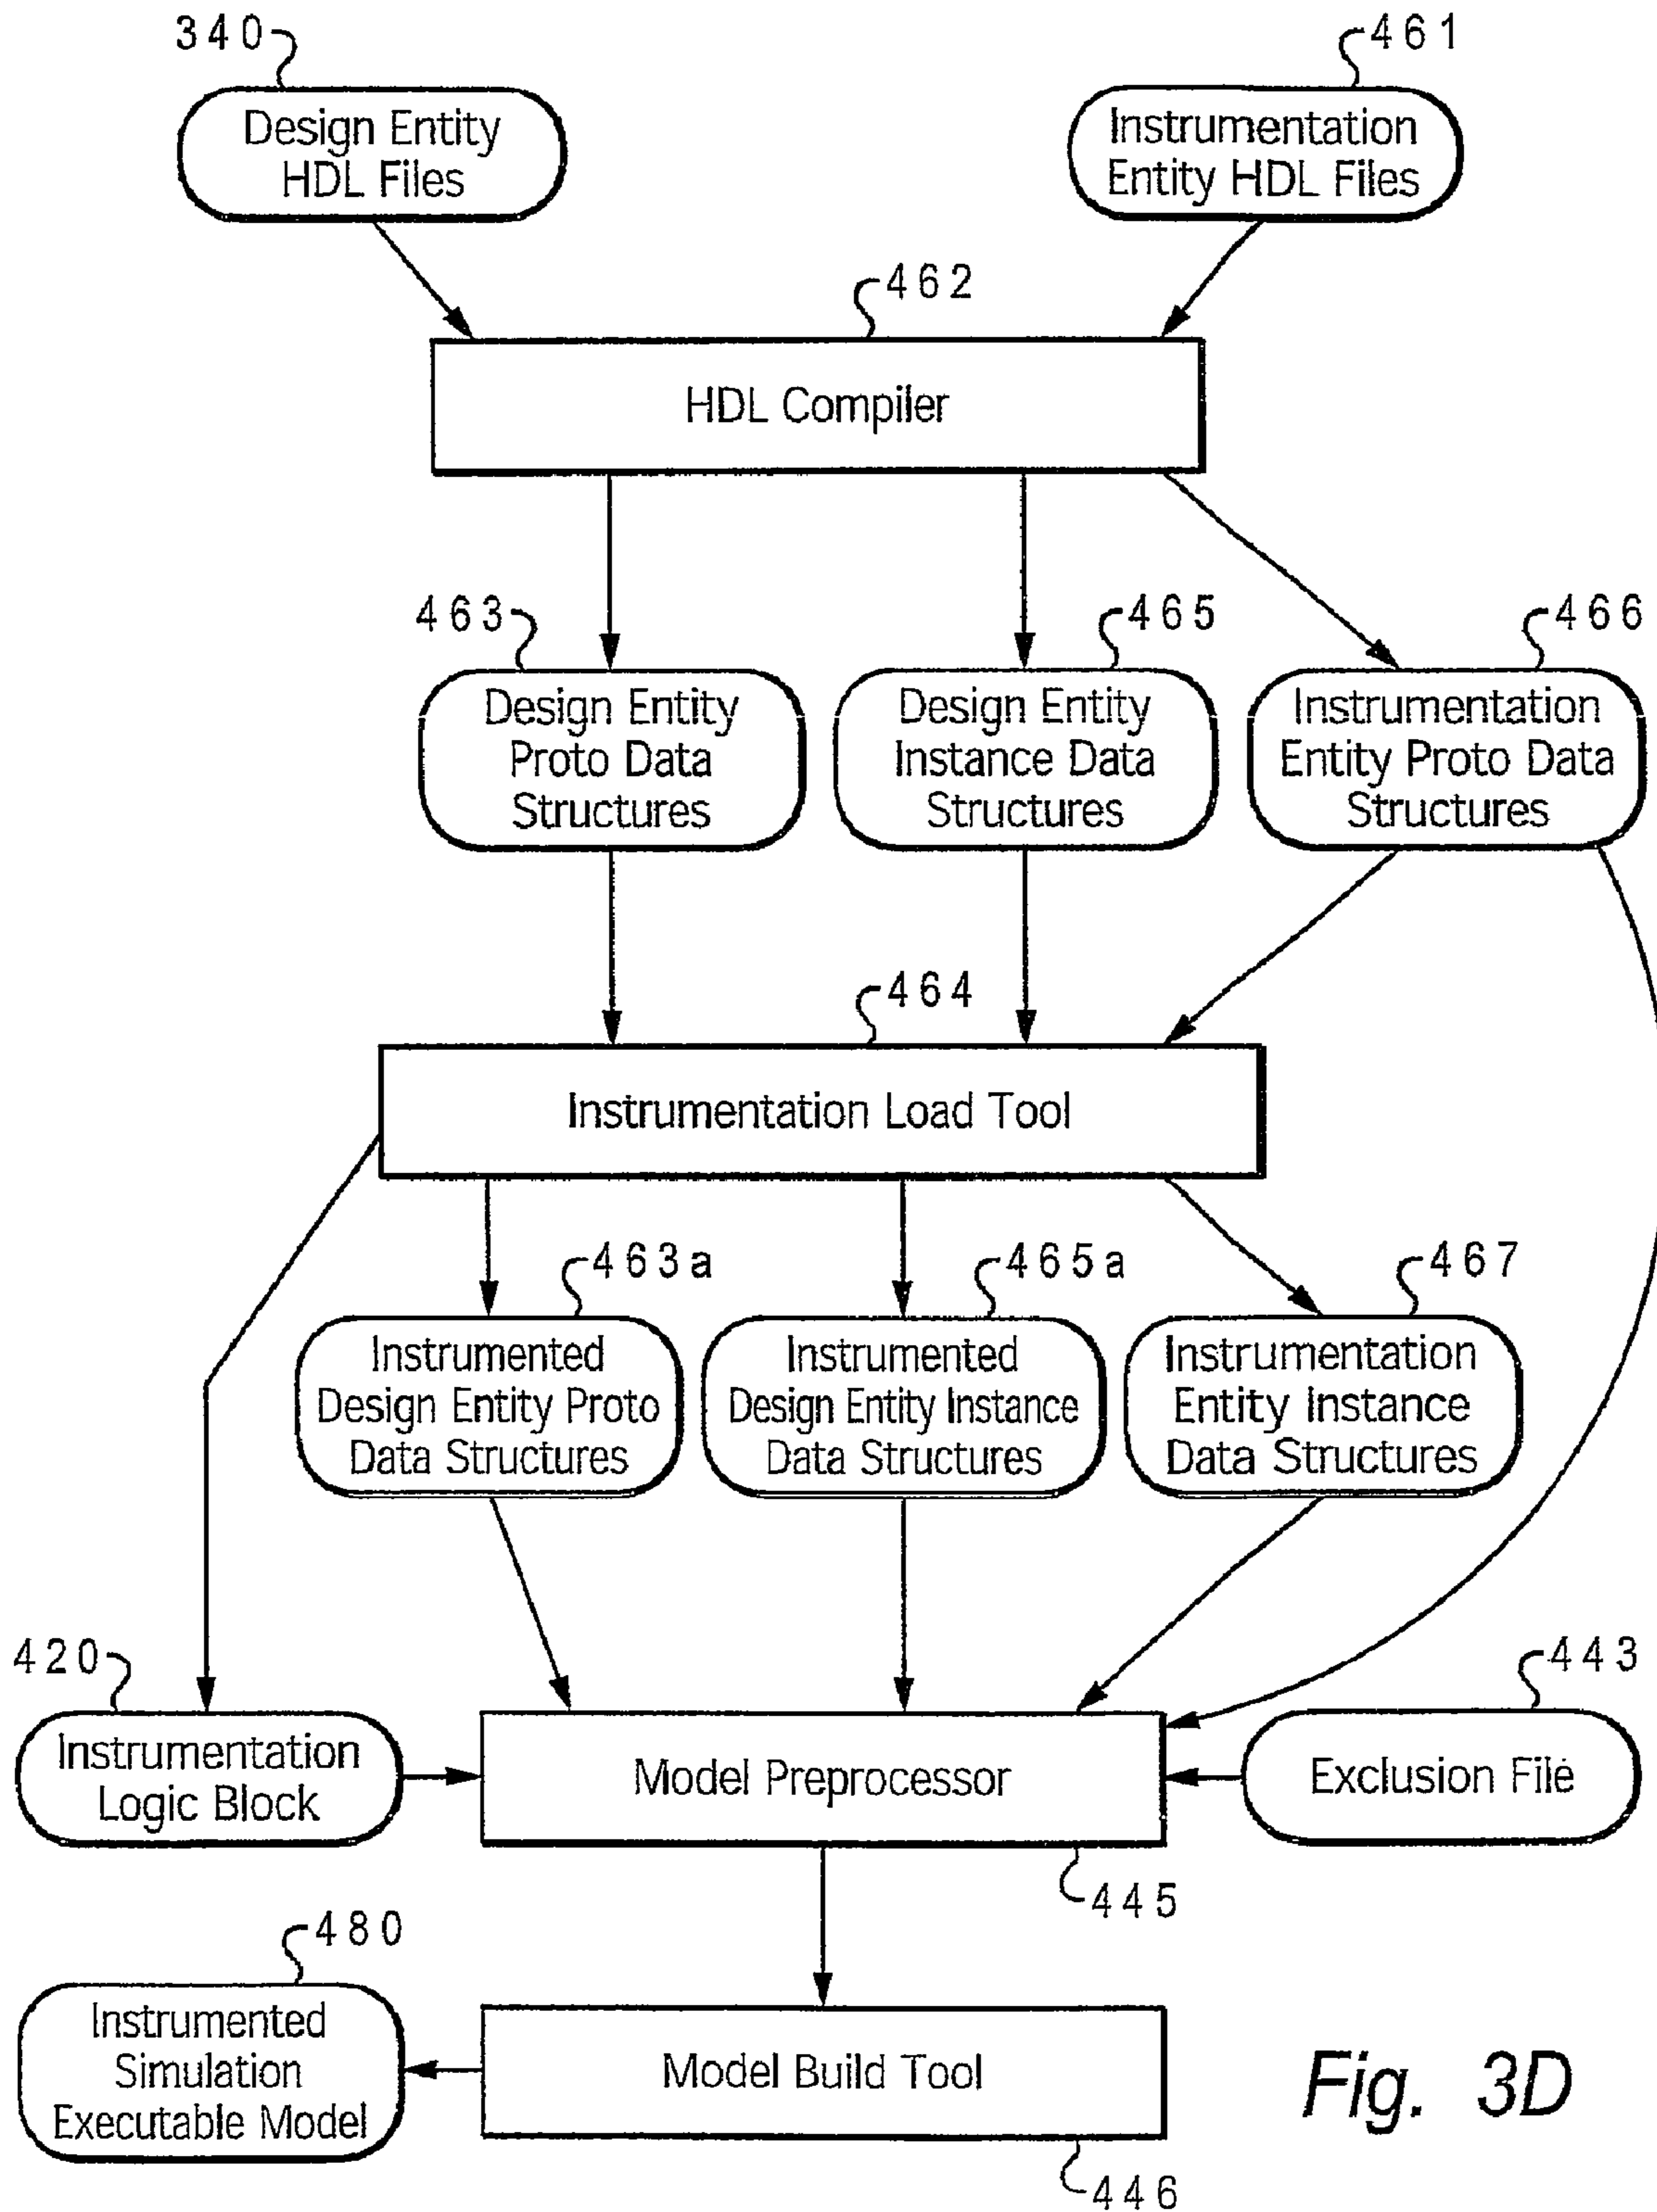 340
461
Design Entity
HDL Files
Instrumentation
Entity HDL Files
462
HDL Compiler
463
465
466
Design Entity
Proto Data
Structures
Design Entity
Instance Data
Structures
Instrumentation
Entity Proto Data
Structures
464
Instrumentation Load Tool
463a
465a
467
Instrumented
Design Entity Proto
Data Structures
Instrumented
Design Entity Instance
Data Structures
Instrumentation
Entity Instance
Data Structures
420
443
Instrumentation
Logic Block
Model Preprocessor
Exclusion File
445
480
Instrumented
Simulation
Executable Model
Model Build Tool
446
Fig. 3D